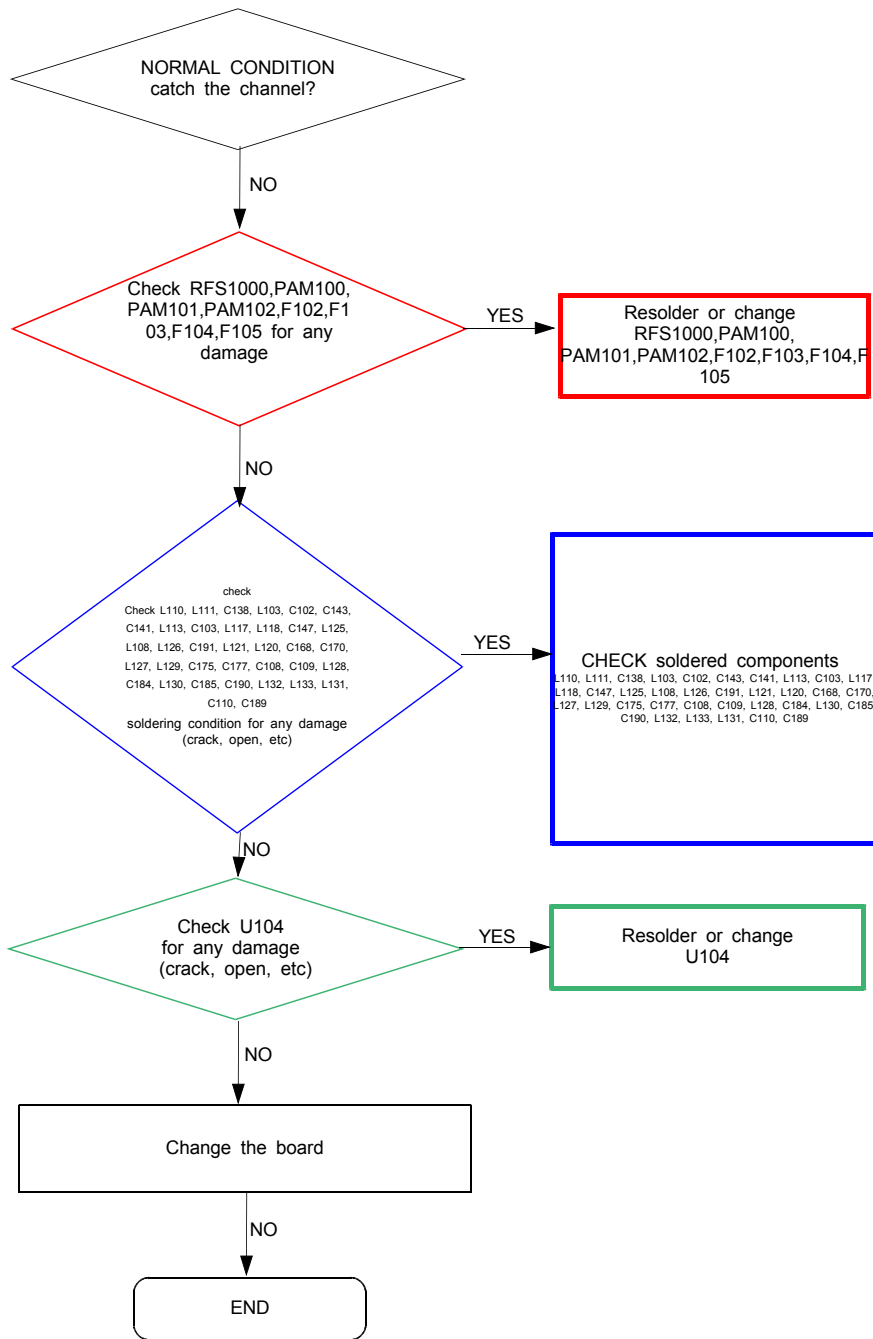 NORMAL CONDITION
catch the channel?
NO
Check RFS1000,PAM100,
PAM101,PAM102,F102,F1
03,F104,F105 for any
damage
YES
Resolder or change
RFS1000,PAM100,
PAM101,PAM102,F102,F103,F104,F
105
NO
check
Check L110, L111, C138, L103, C102, C143,
C141, L113, C103, L117, L118, C147, L125,
L108, L126, C191, L121, L120, C168, C170,
L127, L129, C175, C177, C108, C109, L128,
C184, L130, C185, C190, L132, L133, L131,
C110, C189
soldering condition for any damage
(crack, open, etc)
YES
CHECK soldered components
L110, L111, C138, L103, C102, C143, C141, L113, C103, L117,
L118, C147, L125, L108, L126, C191, L121, L120, C168, C170,
L127, L129, C175, C177, C108, C109, L128, C184, L130, C185,
C190, L132, L133, L131, C110, C189
NO
Check U104
for any damage
(crack, open, etc)
YES
Resolder or change
U104
NO
Change the board
NO
END